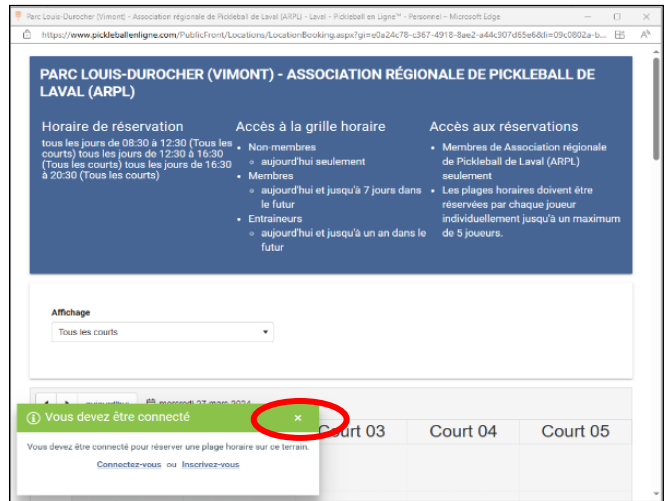 Parc Louis-Durocher (Vimont) - Association régionale de Pickleball de Laval (ARPL) - Laval - Pickleball en Ligne™ - Personnel – Microsoft Edge
https://www.pickleballenligne.com/PublicFront/Locations/LocationBooking.aspx?gi=e0a24c78-c367-4918-8ae2-a44c907d65e68&li=09c0802a-b...
PARC LOUIS-DUROCHER (VIMONT) - ASSOCIATION RÉGIONALE DE PICKLEBALL DE
LAVAL (ARPL)
Horaire de réservation
tous les jours de 08:30 à 12:30 (Tous les
courts) tous les jours de 12:30 à 16:30
(Tous les courts) tous les jours de 16:30
à 20:30 (Tous les courts)
Accès à la grille horaire
• Non-membres
◦ aujourd'hui seulement
• Membres
◦ aujourd'hui et jusqu'à 7 jours dans
le futur
• Entraineurs
◦ aujourd'hui et jusqu'à un an dans le
futur
Accès aux réservations
• Membres de Association régionale
de Pickleball de Laval (ARPL)
seulement
• Les plages horaires doivent être
réservées par chaque joueur
individuellement jusqu'à un maximum
de 5 joueurs.
Affichage
Tous les courts
aujourd'hui mercredi 27 mars 2024
Court 03 Court 04 Court 05
Vous devez être connecté ×
Vous devez être connecté pour réserver une plage horaire sur ce terrain.
Connectez-vous ou Inscrivez-vous